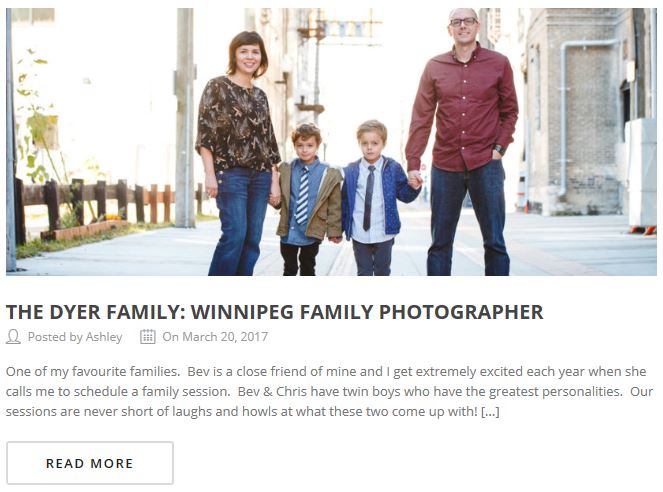 THE DYER FAMILY: WINNIPEG FAMILY PHOTOGRAPHER
Posted by Ashley On March 20, 2017
One of my favourite families. Bev is a close friend of mine and I get extremely excited each year when she
calls me to schedule a family session. Bev & Chris have twin boys who have the greatest personalities. Our
sessions are never short of laughs and howls at what these two come up with! [...]
READ MORE